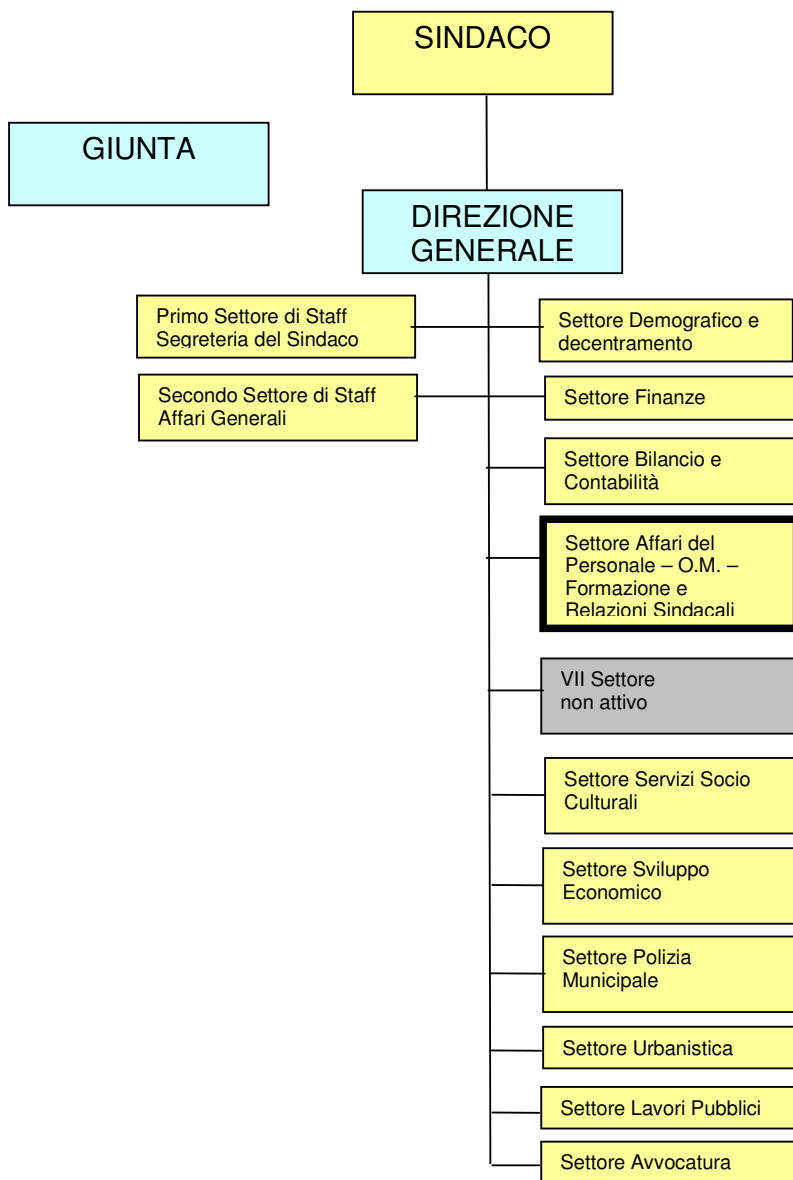 SINDACO
GIUNTA
DIREZIONE
GENERALE
Primo Settore di Staff
Segreteria del Sindaco
Settore Demografico e
decentramento
Secondo Settore di Staff
Affari Generali
Settore Finanze
Settore Bilancio e
Contabilità
Settore Affari del
Personale – O.M. –
Formazione e
Relazioni Sindacali
VII Settore
non attivo
Settore Servizi Socio
Culturali
Settore Sviluppo
Economico
Settore Polizia
Municipale
Settore Urbanistica
Settore Lavori Pubblici
Settore Avvocatura